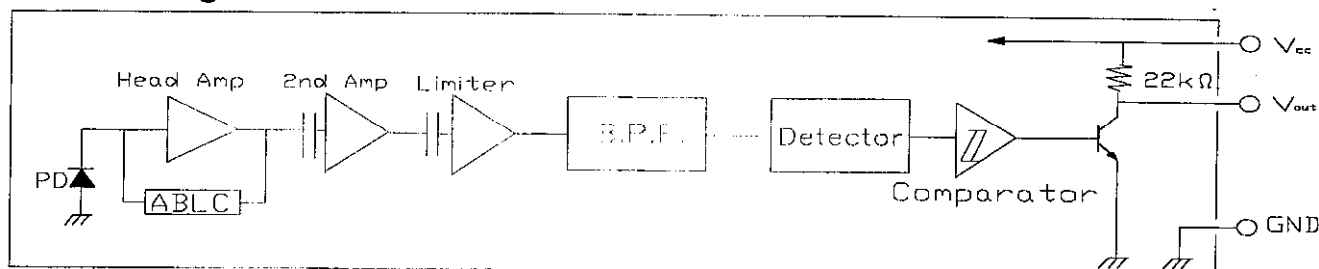 Vcc
Head Amp 2nd Amp Limiter
22kΩ
Vout
B.P.F.
Detector
PD
ABLC
Comparator
GND